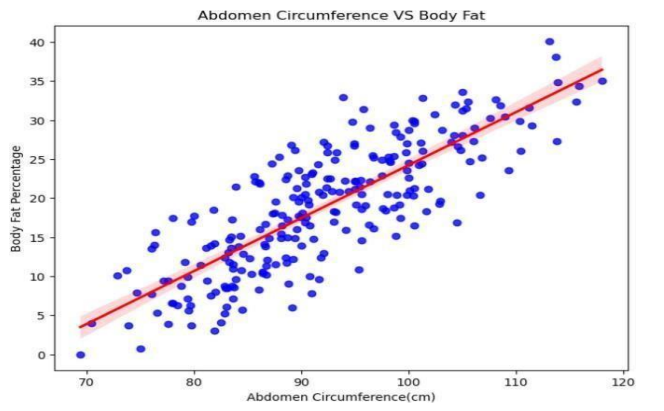 Abdomen Circumference VS Body Fat
40
35
30
25
20
15
10
5
0
Body Fat Percentage
70 80 90 100 110 120
Abdomen Circumference(cm)